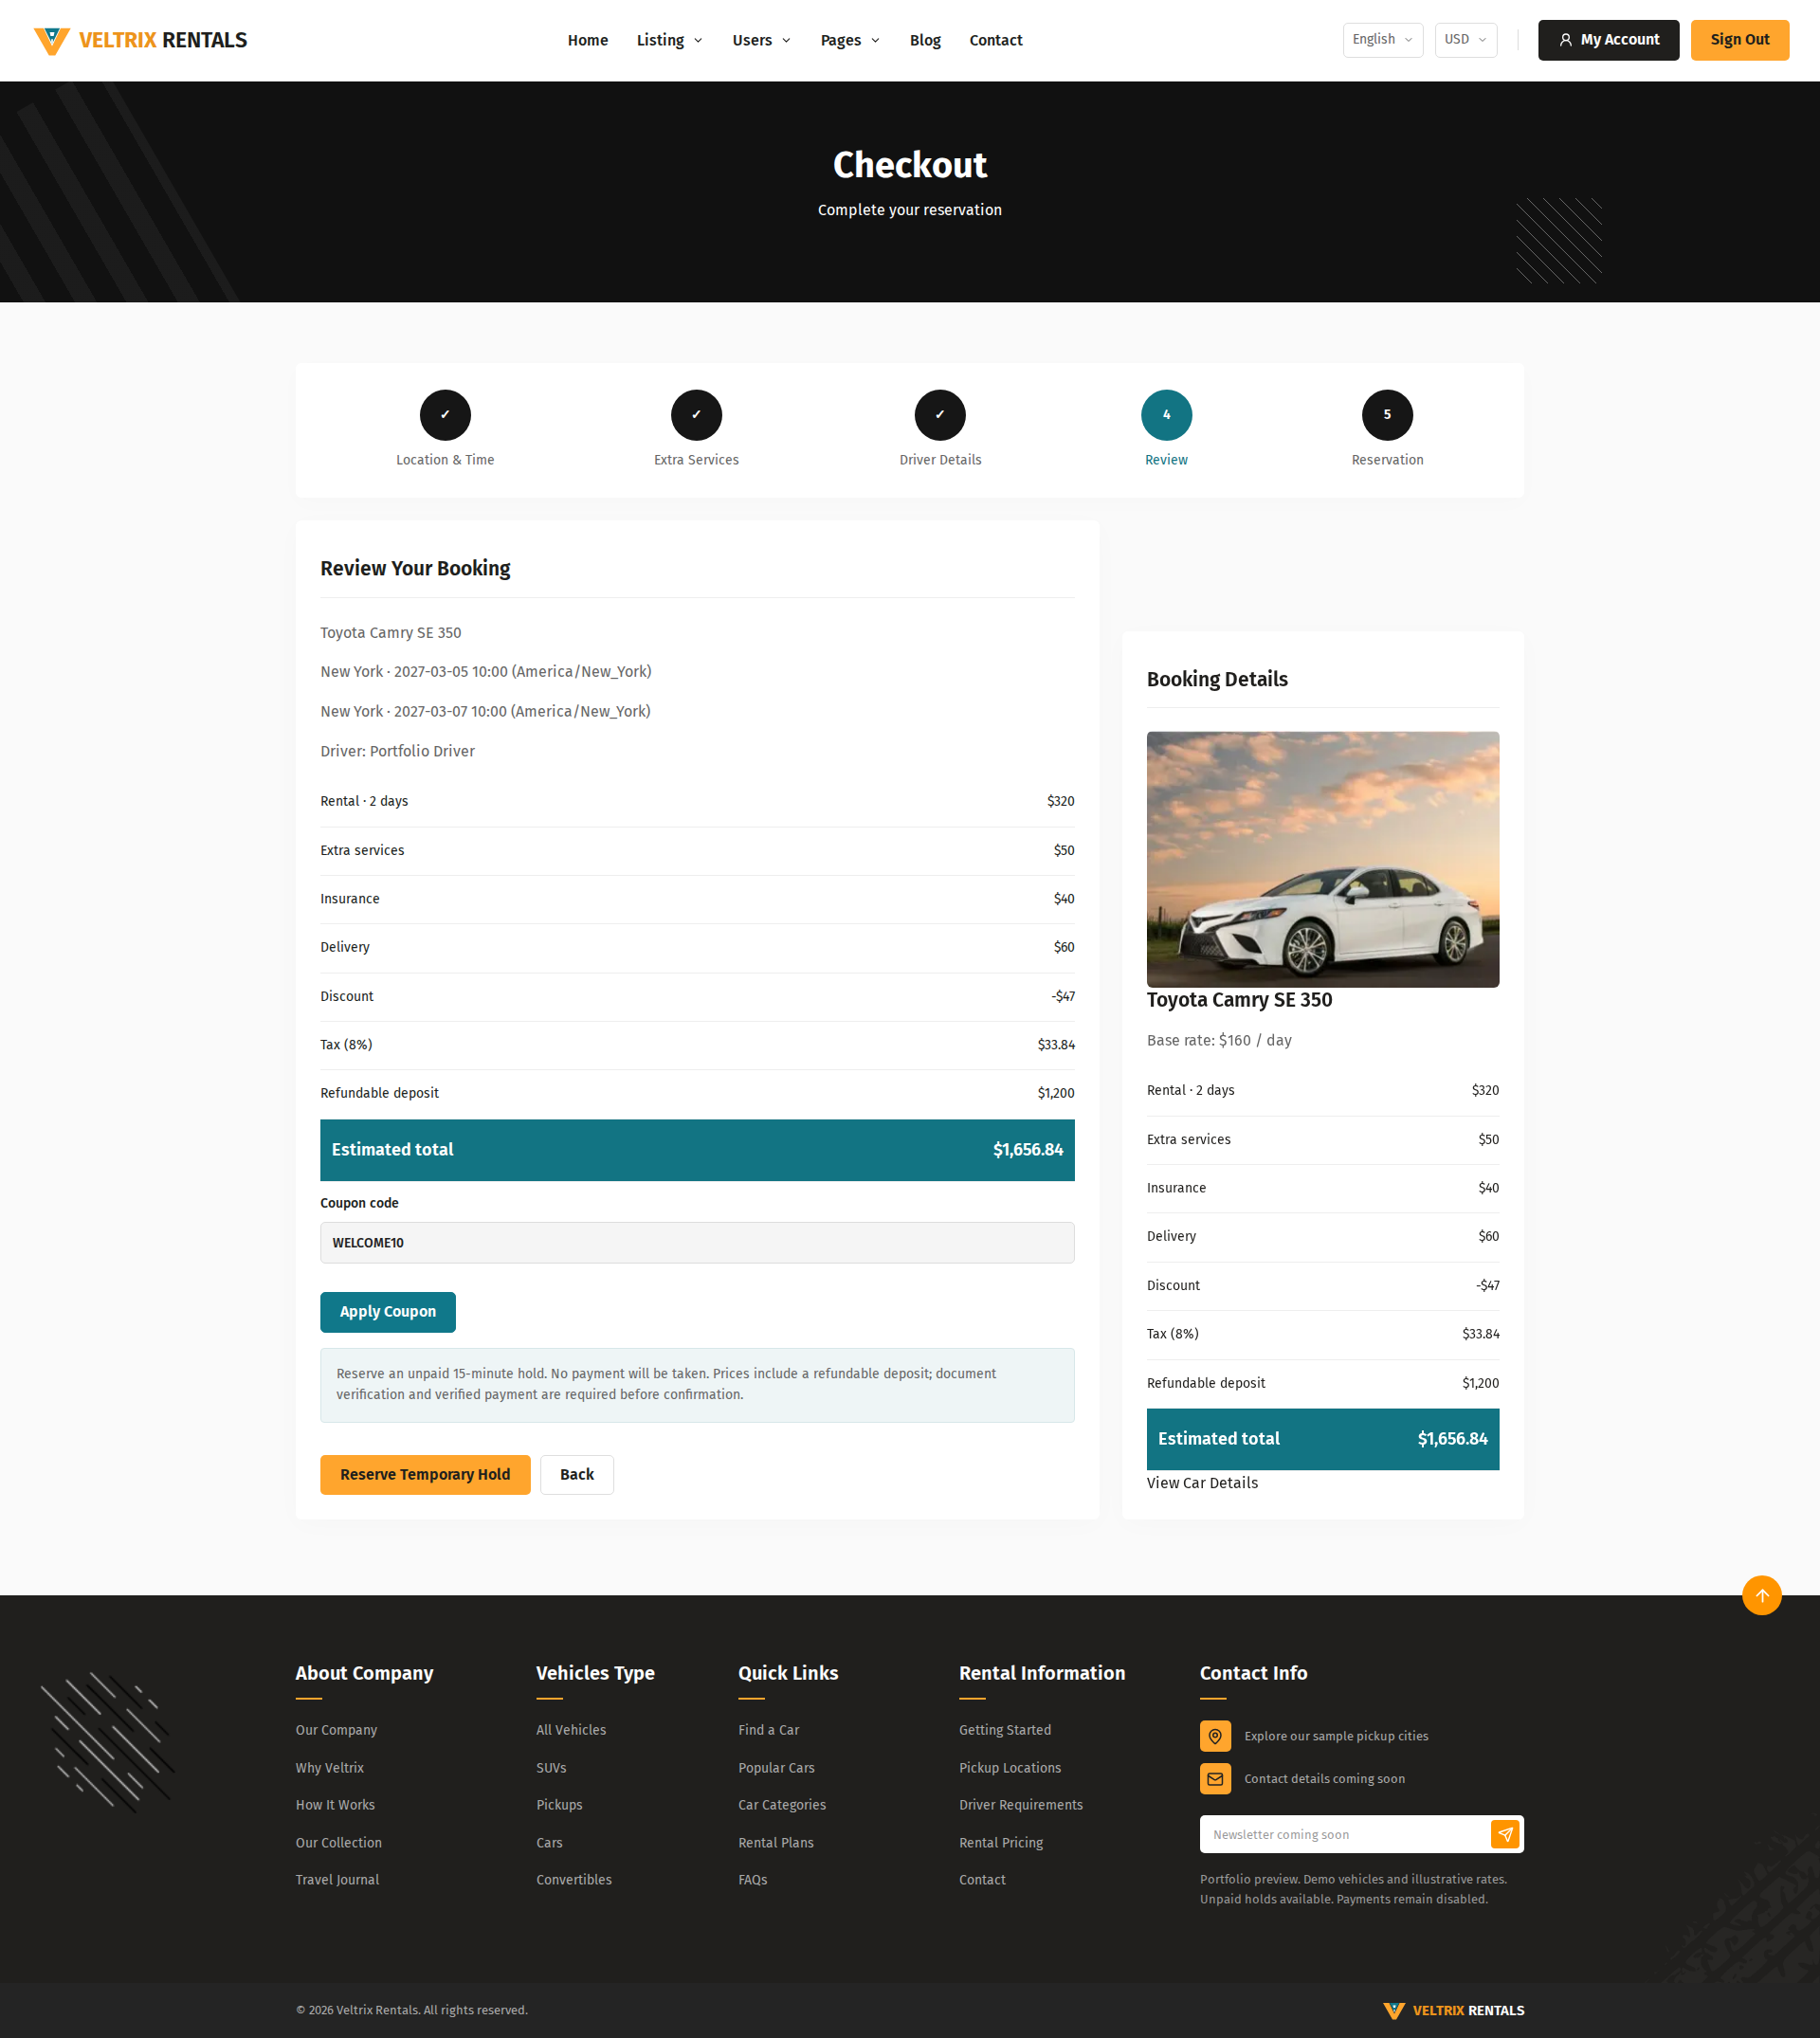 VELTRIX RENTALS
Home
Listing
Users
Pages
Blog
Contact
English
USD
My Account
Sign Out
Checkout
Complete your reservation
✓
✓
✓
4
5
Location & Time
Extra Services
Driver Details
Review
Reservation
Review Your Booking
Toyota Camry SE 350
New York · 2027-03-05 10:00 (America/New_York)
New York · 2027-03-07 10:00 (America/New_York)
Driver: Portfolio Driver
Rental · 2 days $320
Extra services $50
Insurance $40
Delivery $60
Discount -$47
Tax (8%) $33.84
Refundable deposit $1,200
Estimated total $1,656.84
Coupon code
WELCOME10
Apply Coupon
Reserve an unpaid 15-minute hold. No payment will be taken. Prices include a refundable deposit; document
verification and verified payment are required before confirmation.
Reserve Temporary Hold
Back
Booking Details
Toyota Camry SE 350
Base rate: $160 / day
Rental · 2 days $320
Extra services $50
Insurance $40
Delivery $60
Discount -$47
Tax (8%) $33.84
Refundable deposit $1,200
Estimated total $1,656.84
View Car Details
About Company
Our Company
Why Veltrix
How It Works
Our Collection
Travel Journal
Vehicles Type
All Vehicles
SUVs
Pickups
Cars
Convertibles
Quick Links
Find a Car
Popular Cars
Car Categories
Rental Plans
FAQs
Rental Information
Getting Started
Pickup Locations
Driver Requirements
Rental Pricing
Contact
Contact Info
Explore our sample pickup cities
Contact details coming soon
Newsletter coming soon
Portfolio preview. Demo vehicles and illustrative rates.
Unpaid holds available. Payments remain disabled.
© 2026 Veltrix Rentals. All rights reserved.
VELTRIX RENTALS